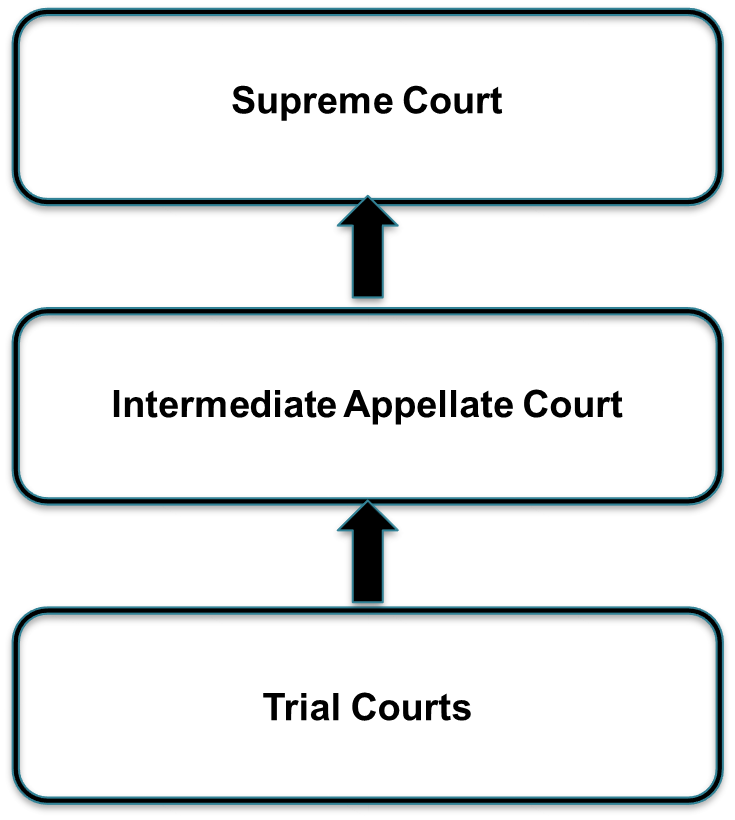 Supreme Court
Intermediate Appellate Court
Trial Courts